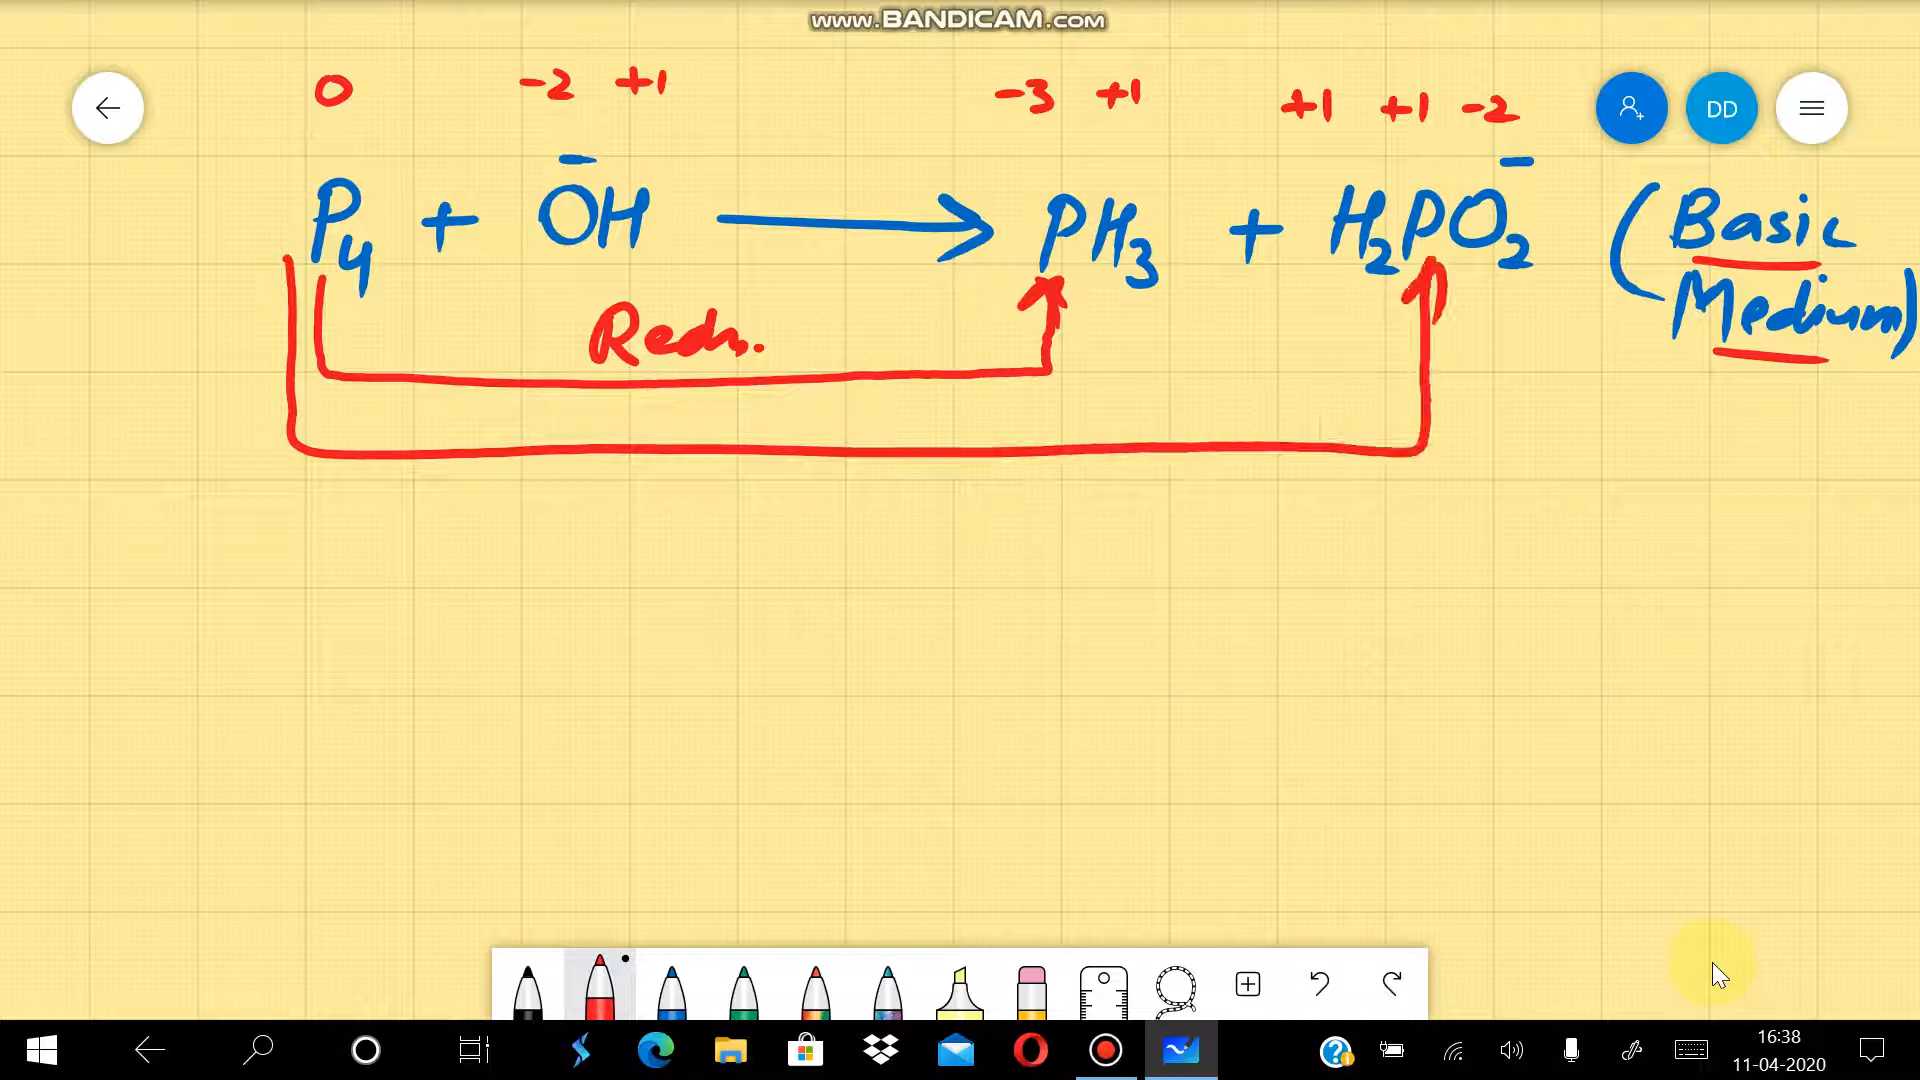 www.BANDICAM.com
0 -2 +1 -3 +1 +1 +1 -2
DD
P₄ + ŌH → PH₃ + H₂PO₂⁻ (Basic
Medium)
Redn.
16:38
11-04-2020